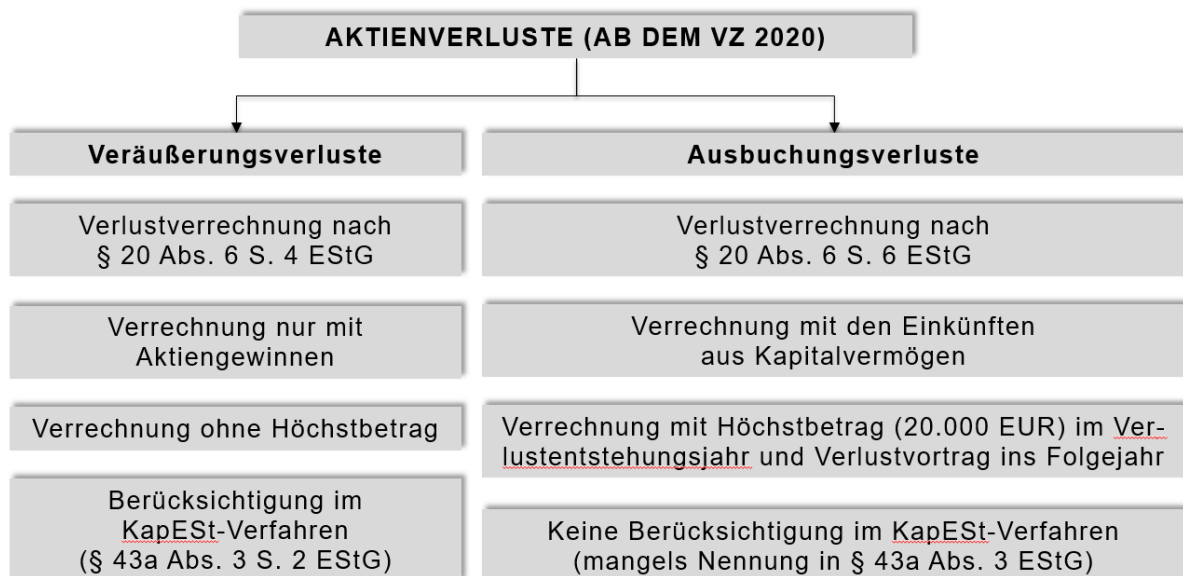 AKTIENVERLUSTE (AB DEM VZ 2020)
Veräußerungsverluste
Verlustverrechnung nach
§ 20 Abs. 6 S. 4 EStG
Verrechnung nur mit
Aktiengewinnen
Verrechnung ohne Höchstbetrag
Berücksichtigung im
KapESt-Verfahren
(§ 43a Abs. 3 S. 2 EStG)
Ausbuchungsverluste
Verlustverrechnung nach
§ 20 Abs. 6 S. 6 EStG
Verrechnung mit den Einkünften
aus Kapitalvermögen
Verrechnung mit Höchstbetrag (20.000 EUR) im Ver-
lustentstehungsjahr und Verlustvortrag ins Folgejahr
Keine Berücksichtigung im KapESt-Verfahren
(mangels Nennung in § 43a Abs. 3 EStG)